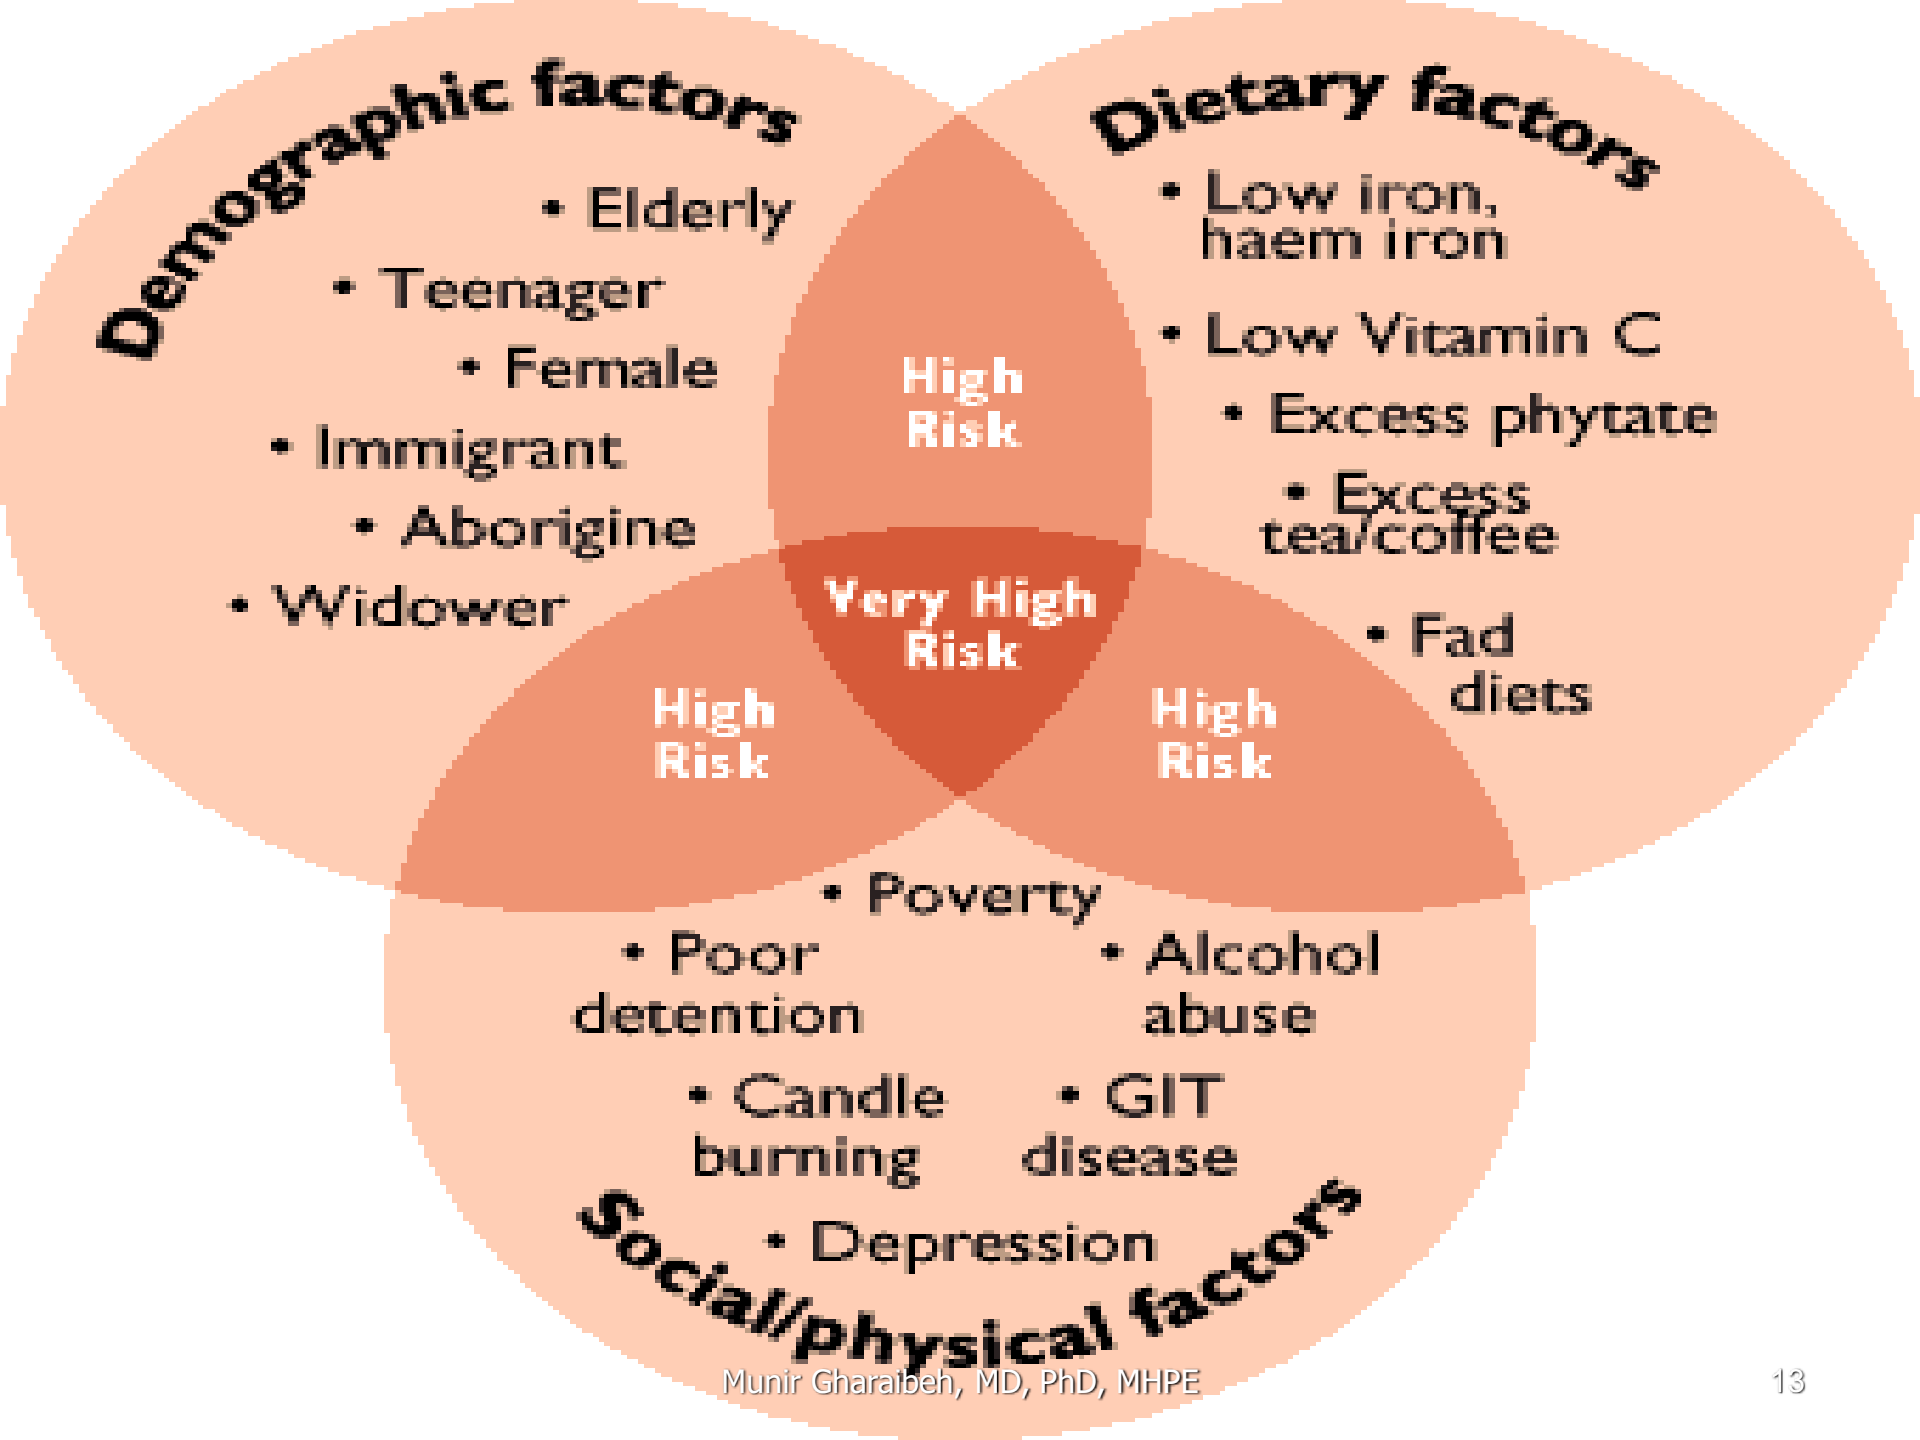 Demographic factors
• Elderly
• Teenager
• Female
• Immigrant
• Aborigine
• Widower
Dietary factors
• Low iron,
haem iron
• Low Vitamin C
• Excess phytate
• Excess
tea/coffee
• Fad
diets
High
Risk
Very High
Risk
High
Risk
High
Risk
• Poverty
• Poor
detention
• Alcohol
abuse
• Candle
burning
• GIT
disease
• Depression
Social/physical factors
Munir Gharaibeh, MD, PhD, MHPE
13